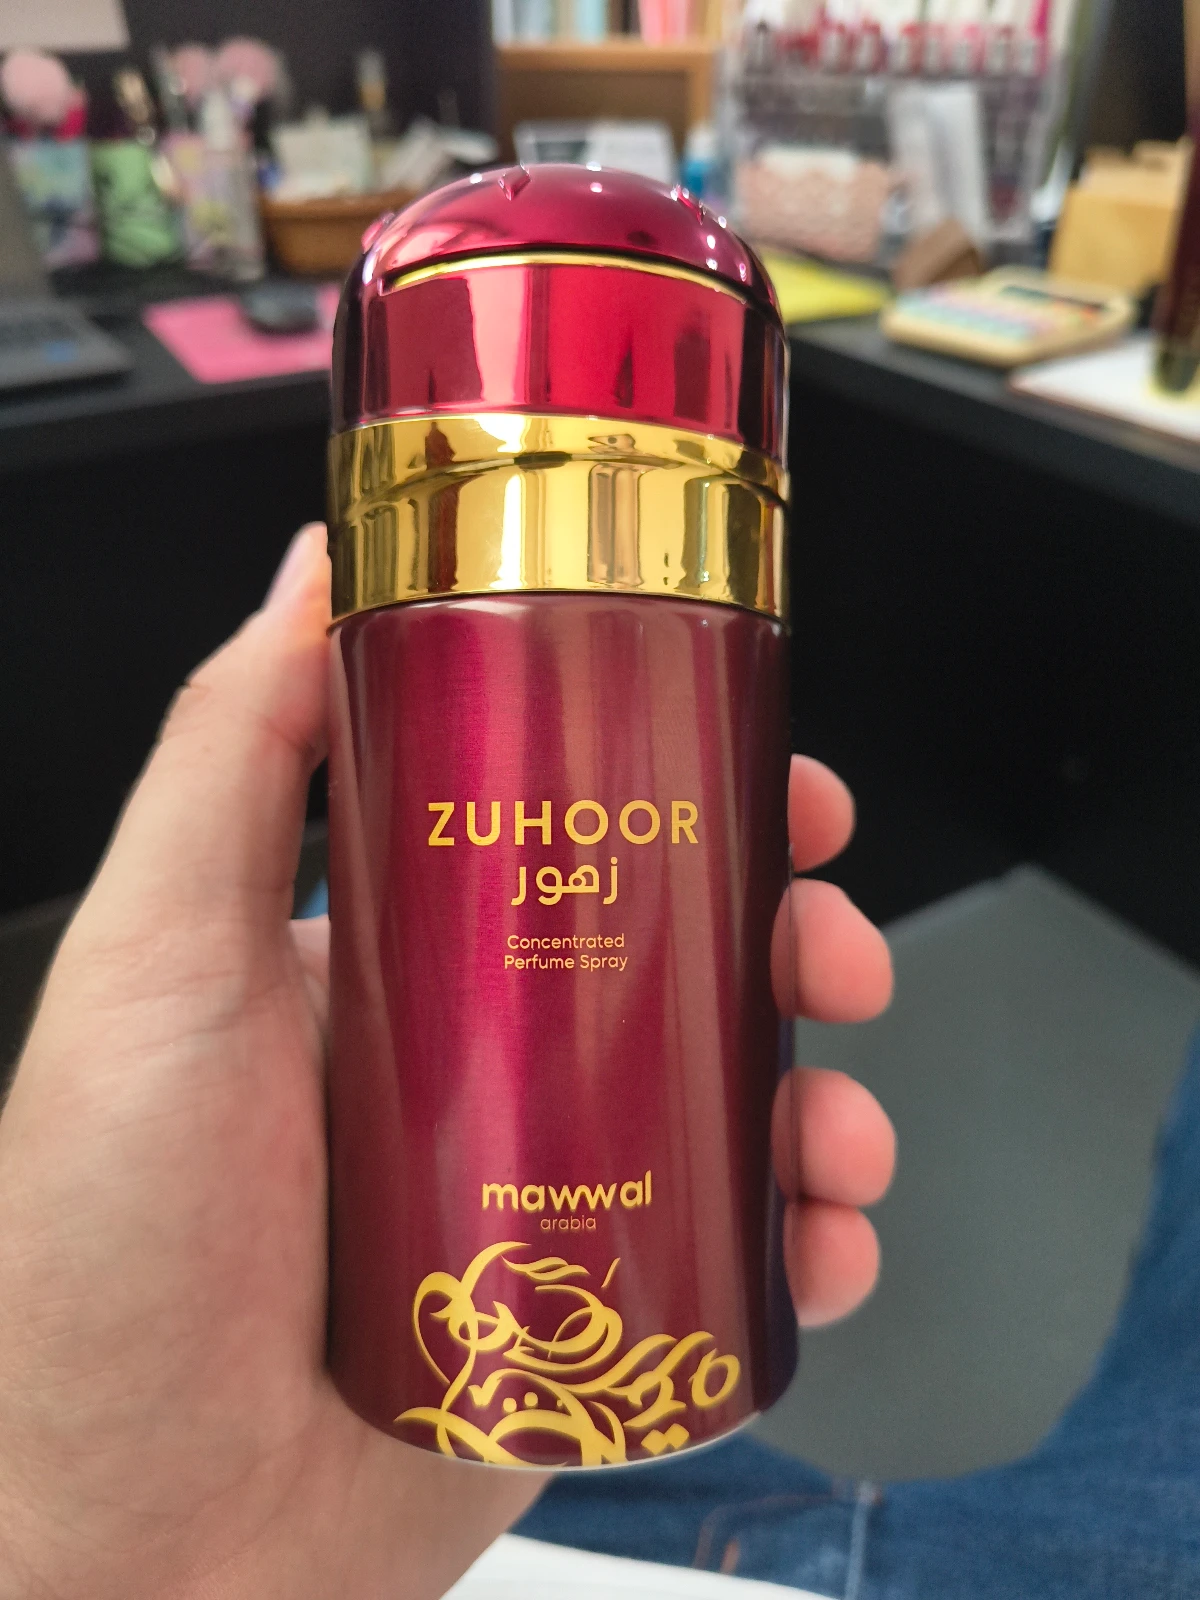 ZUHOOR
زهور
Concentrated
Perfume Spray
mawwal
arabia